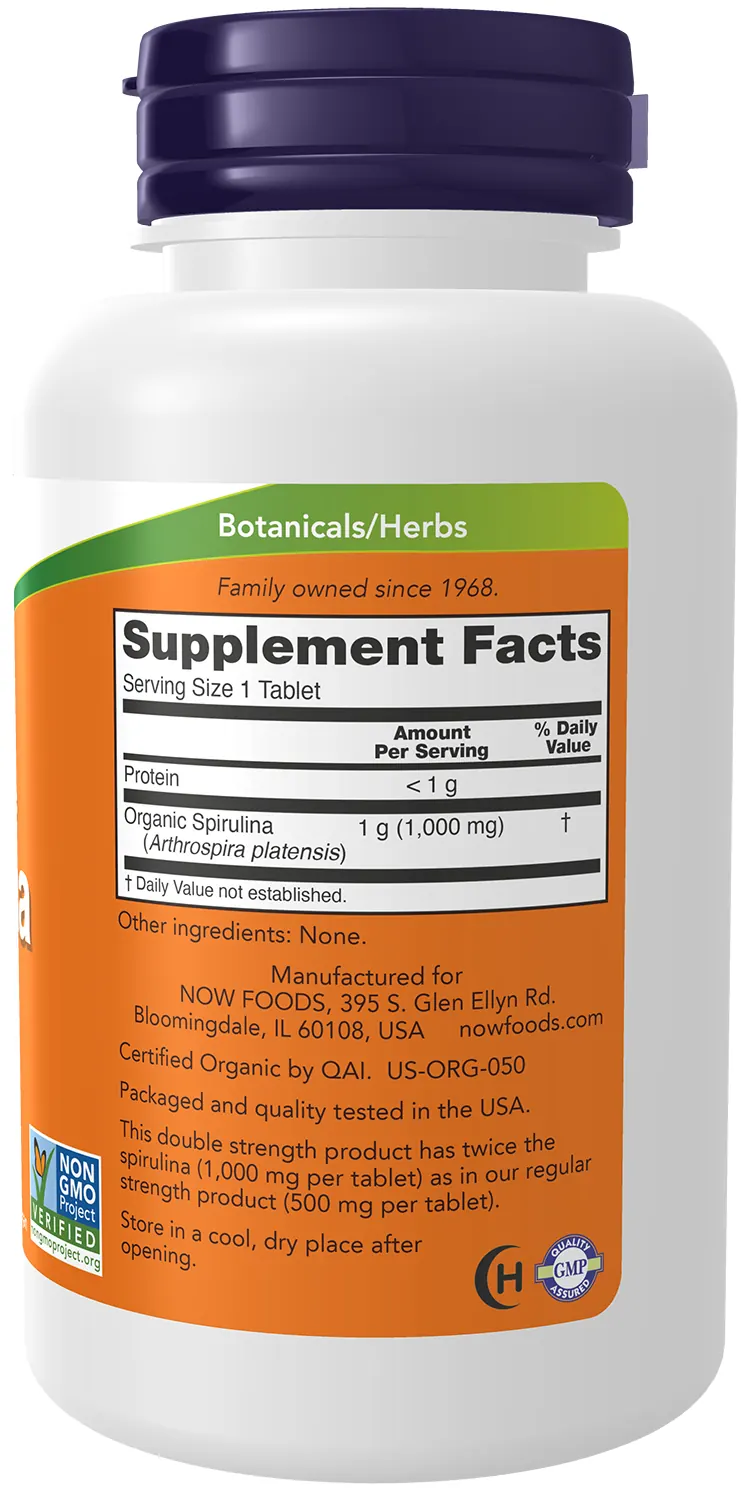 Botanicals/Herbs
Family owned since 1968.
Supplement Facts
Serving Size 1 Tablet
Amount Per Serving
% Daily Value
Protein < 1 g
Organic Spirulina 1 g (1,000 mg) †
(Arthrospira platensis)
† Daily Value not established.
Other ingredients: None.
Manufactured for
NOW FOODS, 395 S. Glen Ellyn Rd.
Bloomingdale, IL 60108, USA nowfoods.com
Certified Organic by QAI. US-ORG-050
Packaged and quality tested in the USA.
This double strength product has twice the
spirulina (1,000 mg per tablet) as in our regular
strength product (500 mg per tablet).
Store in a cool, dry place after
opening.
a
NON
GMO
Project
VERIFIED
nongmoproject.org
H
QUALITY
GMP
ASSURED